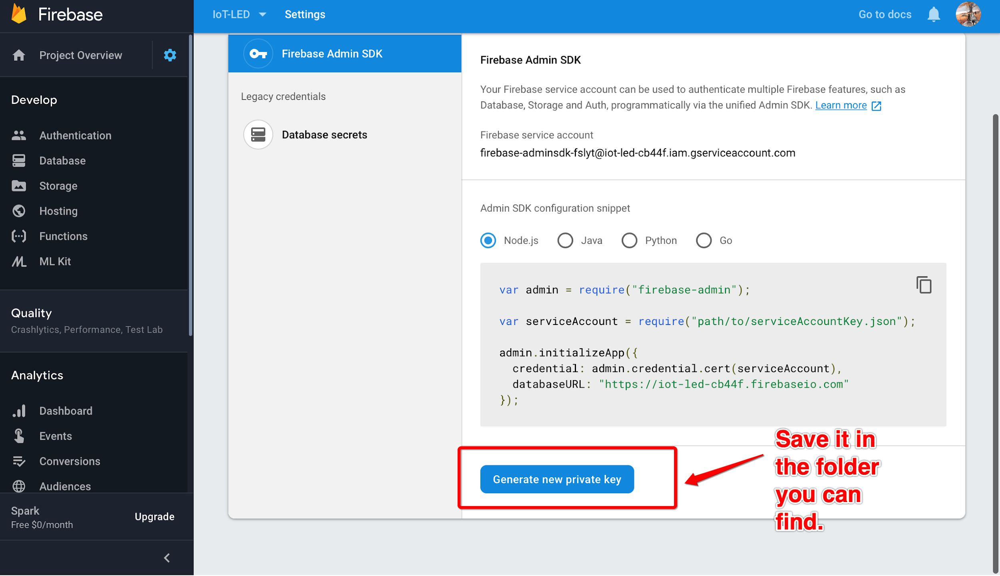 Firebase
IoT-LED
Settings
Go to docs
Project Overview
Develop
Authentication
Database
Storage
Hosting
Functions
ML Kit
Quality
Crashlytics, Performance, Test Lab
Analytics
Dashboard
Events
Conversions
Audiences
Spark
Free $0/month
Upgrade
Firebase Admin SDK
Legacy credentials
Database secrets
Firebase Admin SDK
Your Firebase service account can be used to authenticate multiple Firebase features, such as
Database, Storage and Auth, programmatically via the unified Admin SDK. Learn more
Firebase service account
firebase-adminsdk-fslyt@iot-led-cb44f.iam.gserviceaccount.com
Admin SDK configuration snippet
Node.js
Java
Python
Go
var admin = require("firebase-admin");
var serviceAccount = require("path/to/serviceAccountKey.json");
admin.initializeApp({
  credential: admin.credential.cert(serviceAccount),
  databaseURL: "https://iot-led-cb44f.firebaseio.com"
});
Generate new private key
Save it in
the folder
you can
find.